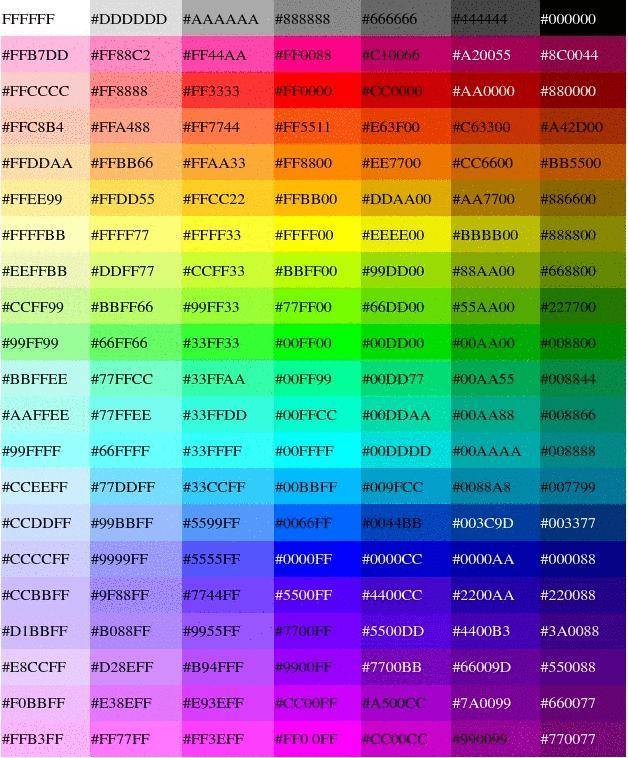 FFFFFF #DDDDDD #AAAAAA #888888 #666666 #444444 #000000
#FFB7DD #FF88C2 #FF44AA #FF0088 #C10066 #A20055 #8C0044
#FFCCCC #FF8888 #FF3333 #FF0000 #CC0000 #AA0000 #880000
#FFC8B4 #FFA488 #FF7744 #FF5511 #E63F00 #C63300 #A42D00
#FFDDAA #FFBB66 #FFAA33 #FF8800 #EE7700 #CC6600 #BB5500
#FFEE99 #FFDD55 #FFCC22 #FFBB00 #DDAA00 #AA7700 #886600
#FFFFBB #FFFF77 #FFFF33 #FFFF00 #EEEE00 #BBBB00 #888800
#EEFFBB #DDFF77 #CCFF33 #BBFF00 #99DD00 #88AA00 #668800
#CCFF99 #BBFF66 #99FF33 #77FF00 #66DD00 #55AA00 #227700
#99FF99 #66FF66 #33FF33 #00FF00 #00DD00 #00AA00 #008800
#BBFFEE #77FFCC #33FFAA #00FF99 #00DD77 #00AA55 #008844
#AAFFEE #77FFEE #33FFDD #00FFCC #00DDAA #00AA88 #008866
#99FFFF #66FFFF #33FFFF #00FFFF #00DDDD #00AAAA #008888
#CCEEFF #77DDFF #33CCFF #00BBFF #009FCC #0088A8 #007799
#CCDDFF #99BBFF #5599FF #0066FF #0044BB #003C9D #003377
#CCCCFF #9999FF #5555FF #0000FF #0000CC #0000AA #000088
#CCBBFF #9F88FF #7744FF #5500FF #4400CC #2200AA #220088
#D1BBFF #B088FF #9955FF #7700FF #5500DD #4400B3 #3A0088
#E8CCFF #D28EFF #B94FFF #9900FF #7700BB #66009D #550088
#F0BBFF #E38EFF #E93EFF #CC00FF #A500CC #7A0099 #660077
#FFB3FF #FF77FF #FF3EFF #FF0 0FF #CC00CC #990099 #770077